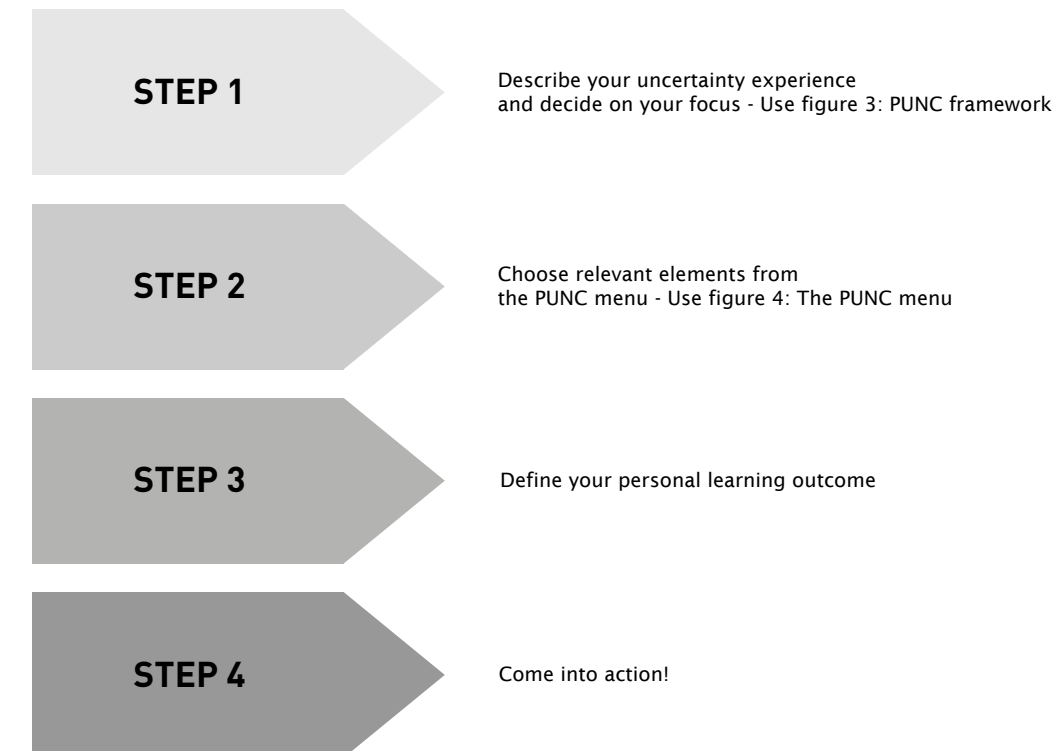 STEP 1
Describe your uncertainty experience
and decide on your focus - Use figure 3: PUNC framework
STEP 2
Choose relevant elements from
the PUNC menu - Use figure 4: The PUNC menu
STEP 3
Define your personal learning outcome
STEP 4
Come into action!